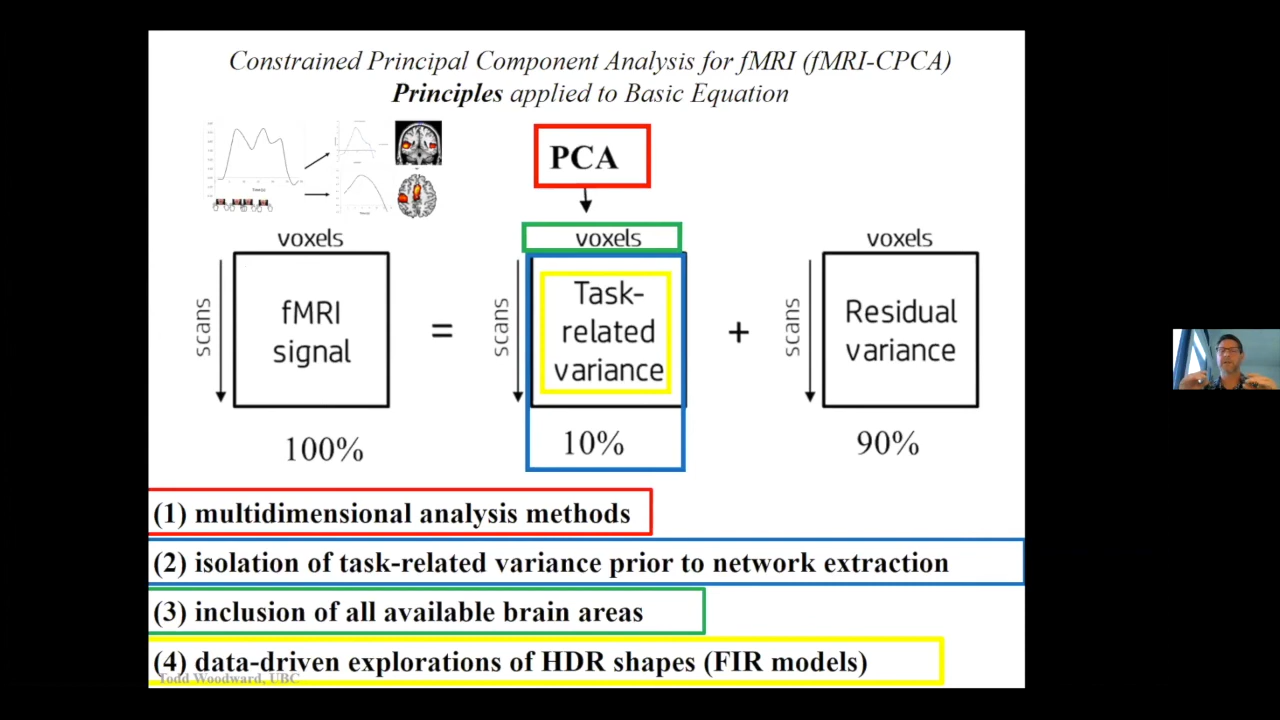 Constrained Principal Component Analysis for fMRI (fMRI-CPCA)
Principles applied to Basic Equation
PCA
voxels
voxels
voxels
scans
fMRI
signal
=
scans
Task-
related
variance
+
scans
Residual
variance
100%
10%
90%
(1) multidimensional analysis methods
(2) isolation of task-related variance prior to network extraction
(3) inclusion of all available brain areas
(4) data-driven explorations of HDR shapes (FIR models)
Todd Woodward, UBC